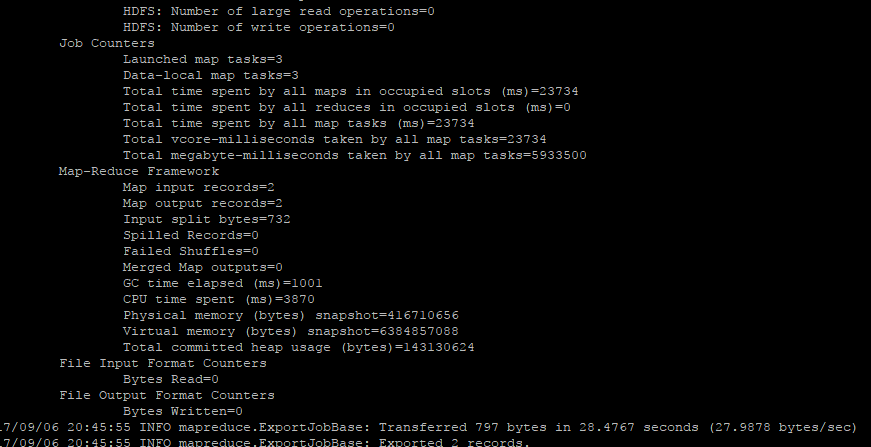 HDFS: Number of large read operations=0
HDFS: Number of write operations=0
Job Counters
Launched map tasks=3
Data-local map tasks=3
Total time spent by all maps in occupied slots (ms)=23734
Total time spent by all reduces in occupied slots (ms)=0
Total time spent by all map tasks (ms)=23734
Total vcore-milliseconds taken by all map tasks=23734
Total megabyte-milliseconds taken by all map tasks=5933500
Map-Reduce Framework
Map input records=2
Map output records=2
Input split bytes=732
Spilled Records=0
Failed Shuffles=0
Merged Map outputs=0
GC time elapsed (ms)=1001
CPU time spent (ms)=3870
Physical memory (bytes) snapshot=416710656
Virtual memory (bytes) snapshot=6384857088
Total committed heap usage (bytes)=143130624
File Input Format Counters
Bytes Read=0
File Output Format Counters
Bytes Written=0
17/09/06 20:45:55 INFO mapreduce.ExportJobBase: Transferred 797 bytes in 28.4767 seconds (27.9878 bytes/sec)
17/09/06 20:45:55 INFO mapreduce.ExportJobBase: Exported 2 records.